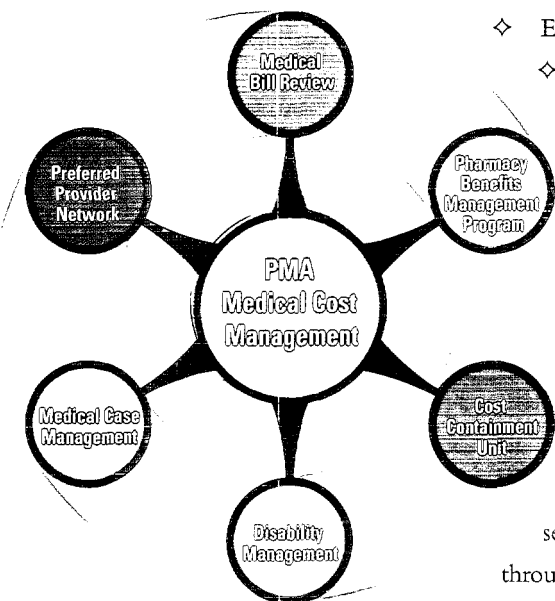 ✧ E
✧
Medical
Bill Review
Preferred
Provider
Network
Pharmacy
Benefits
Management
Program
PMA
Medical Cost
Management
Medical Case
Management
Cost
Containment
Unit
Disability
Management
se
throu